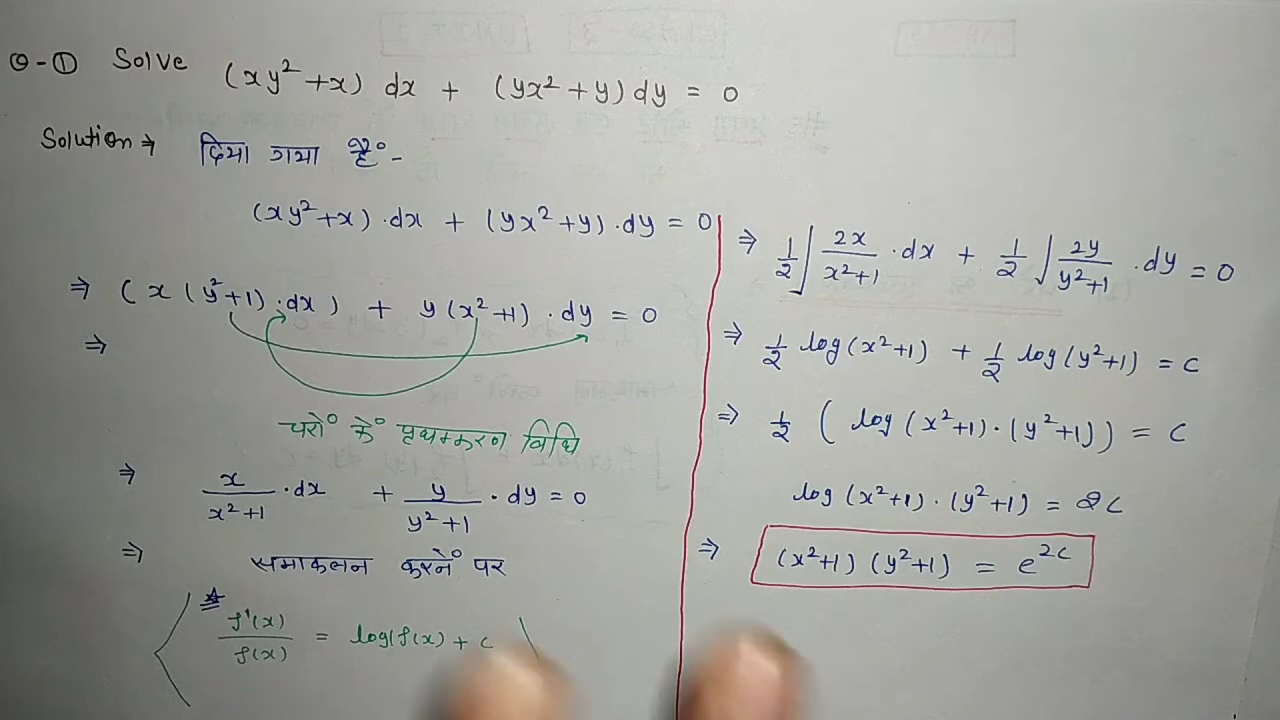 Q-① Solve (xy²+x) dx + (yx²+y) dy = 0
Solution ⇒ दिया गया है-
(xy²+x)·dx + (yx²+y)·dy = 0
⇒ (x(y²+1)·dx) + y(x²+1)·dy = 0
⇒
चरों के पृथक्करण विधि
⇒ x/(x²+1)·dx + y/(y²+1)·dy = 0
⇒ समाकलन करने पर
f'(x)/f(x) = log(f(x) + c
⇒ 1/2 ∫ 2x/(x²+1)·dx + 1/2 ∫ 2y/(y²+1)·dy = 0
⇒ 1/2 log(x²+1) + 1/2 log(y²+1) = c
⇒ 1/2 (log(x²+1)·(y²+1)) = c
log(x²+1)·(y²+1) = 2c
⇒ (x²+1)(y²+1) = e^2c